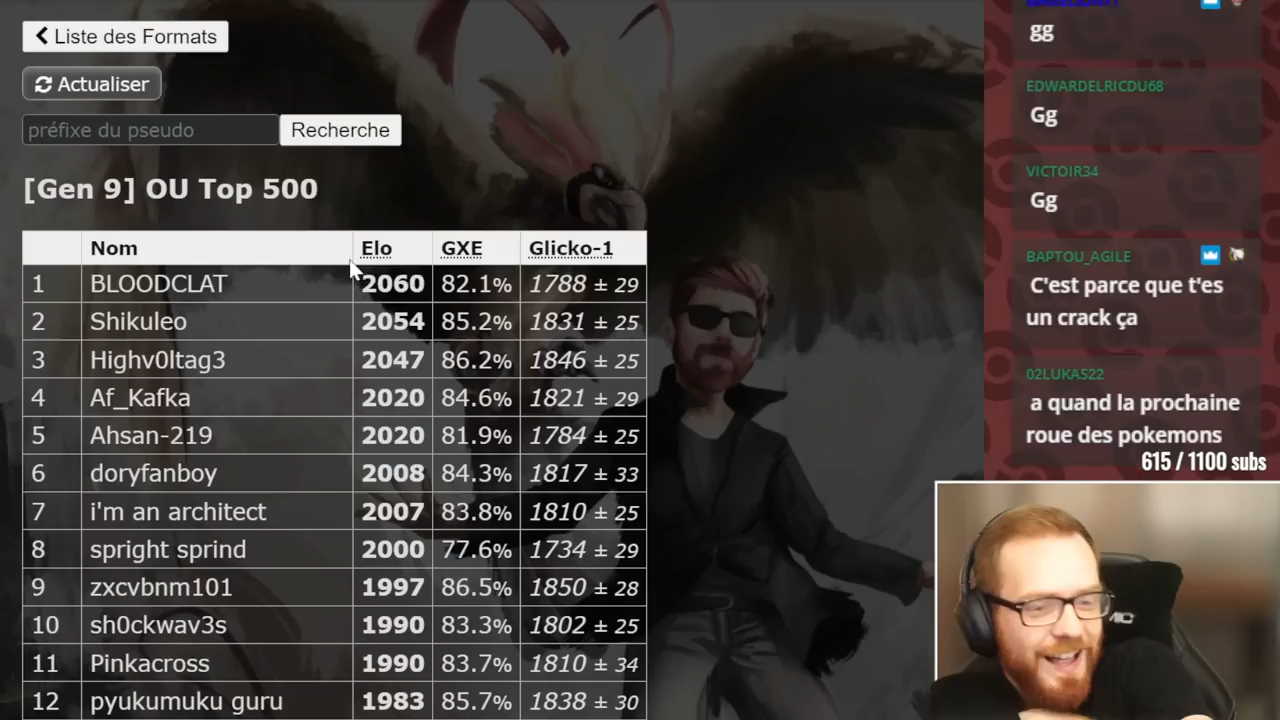 Liste des Formats
Actualiser
préfixe du pseudo Recherche
[Gen 9] OU Top 500
Nom Elo GXE Glicko-1
1 BLOODCLAT 2060 82.1% 1788 ± 29
2 Shikuleo 2054 85.2% 1831 ± 25
3 Highv0ltag3 2047 86.2% 1846 ± 25
4 Af_Kafka 2020 84.6% 1821 ± 29
5 Ahsan-219 2020 81.9% 1784 ± 25
6 doryfanboy 2008 84.3% 1817 ± 33
7 i'm an architect 2007 83.8% 1810 ± 25
8 spright sprind 2000 77.6% 1734 ± 29
9 zxcvbnm101 1997 86.5% 1850 ± 28
10 sh0ckwav3s 1990 83.3% 1802 ± 25
11 Pinkacross 1990 83.7% 1810 ± 34
12 pyukumuku guru 1983 85.7% 1838 ± 30
gg
EDWARDELRICDU68
Gg
VICTOIR34
Gg
BAPTOU_AGILE
C'est parce que t'es
un crack ça
02LUKAS22
a quand la prochaine
roue des pokemons
615 / 1100 subs